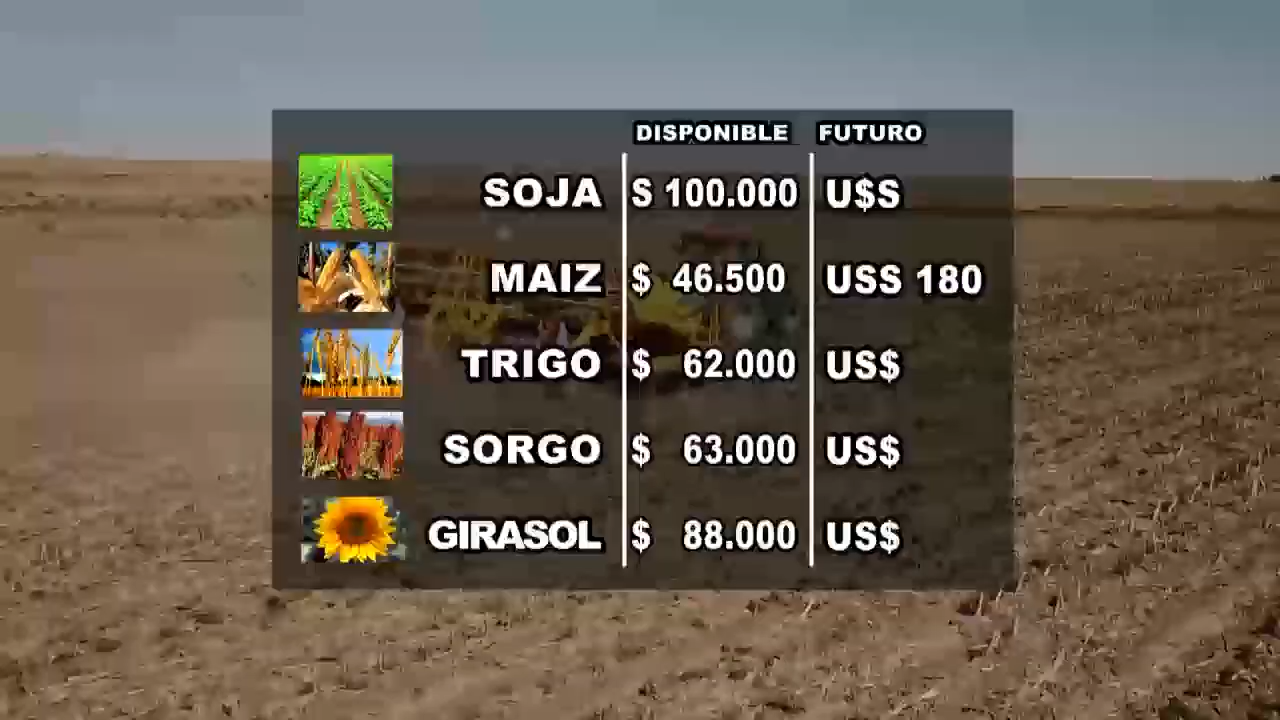 DISPONIBLE FUTURO
SOJA $ 100.000 U$S
MAIZ $ 46.500 US$ 180
TRIGO $ 62.000 US$
SORGO $ 63.000 US$
GIRASOL $ 88.000 US$